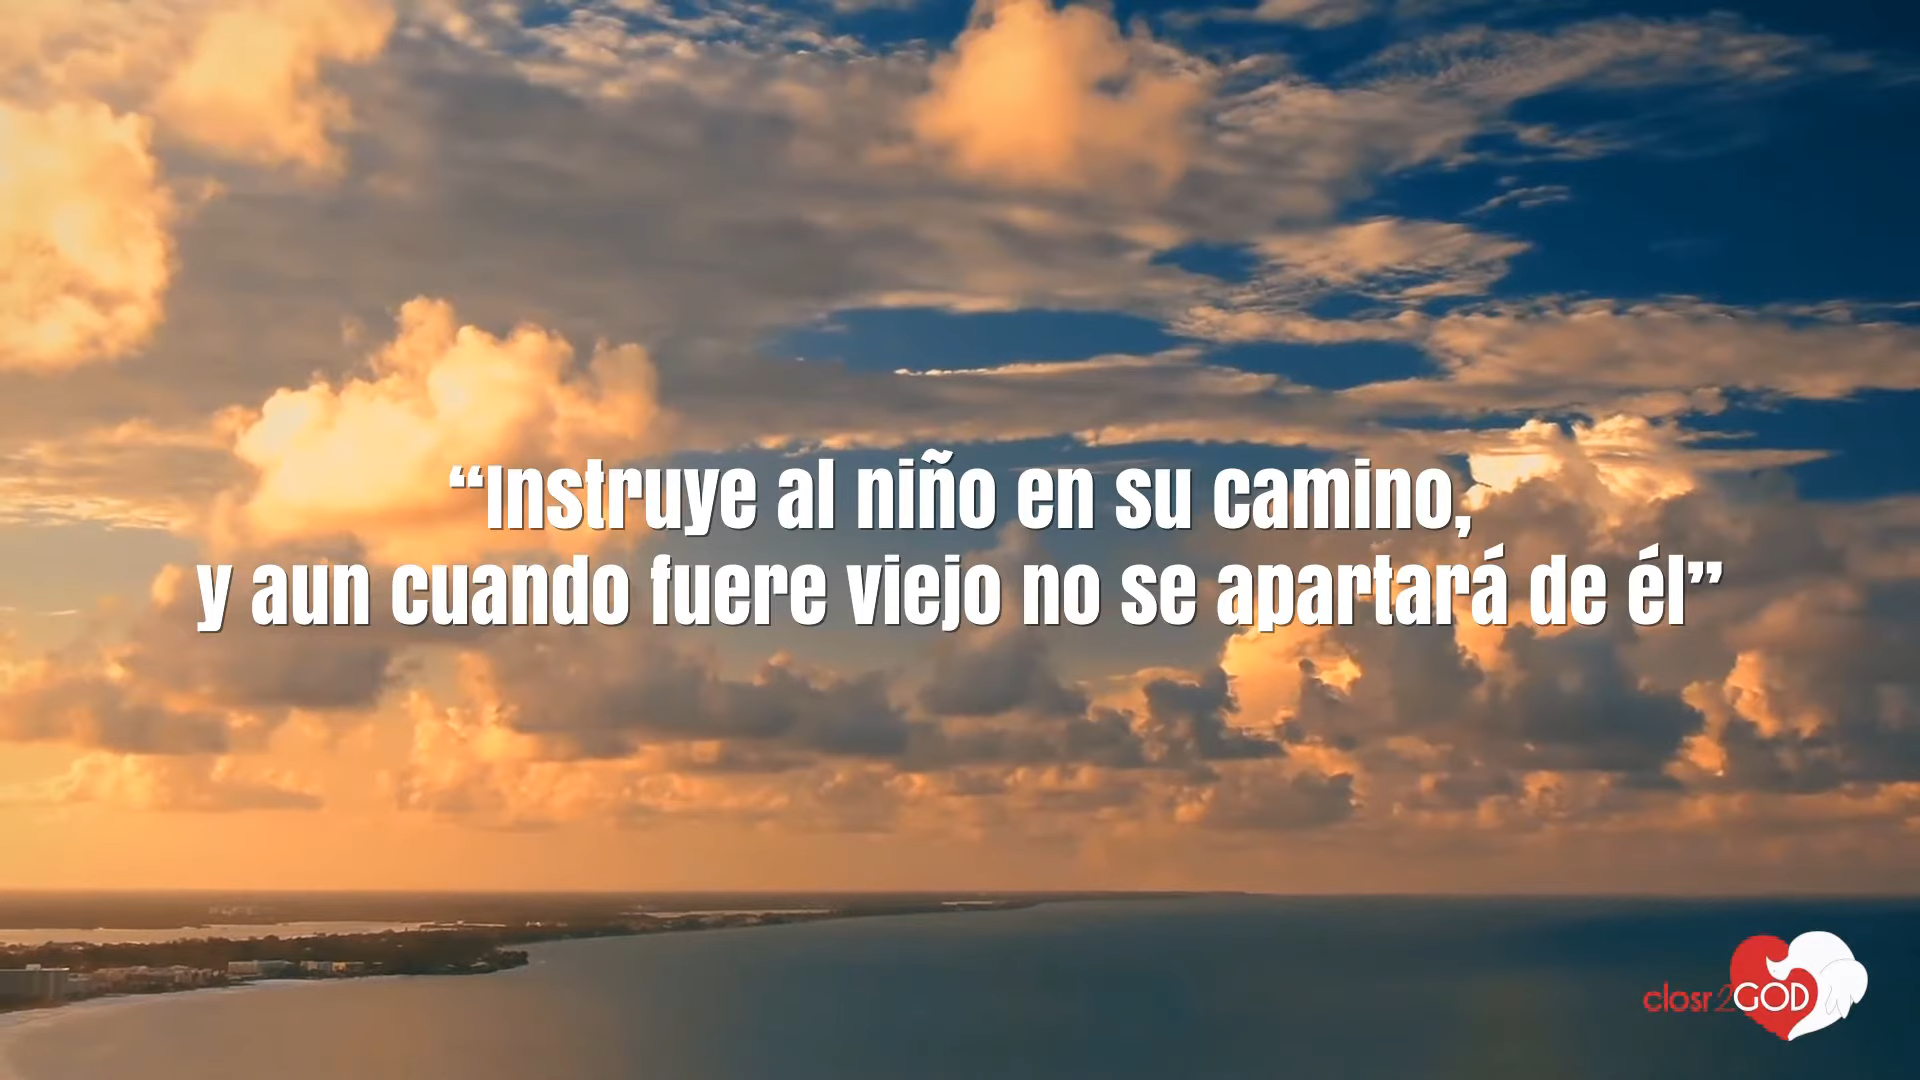 “Instruye al niño en su camino,
y aun cuando fuere viejo no se apartará de él”
closr2GOD